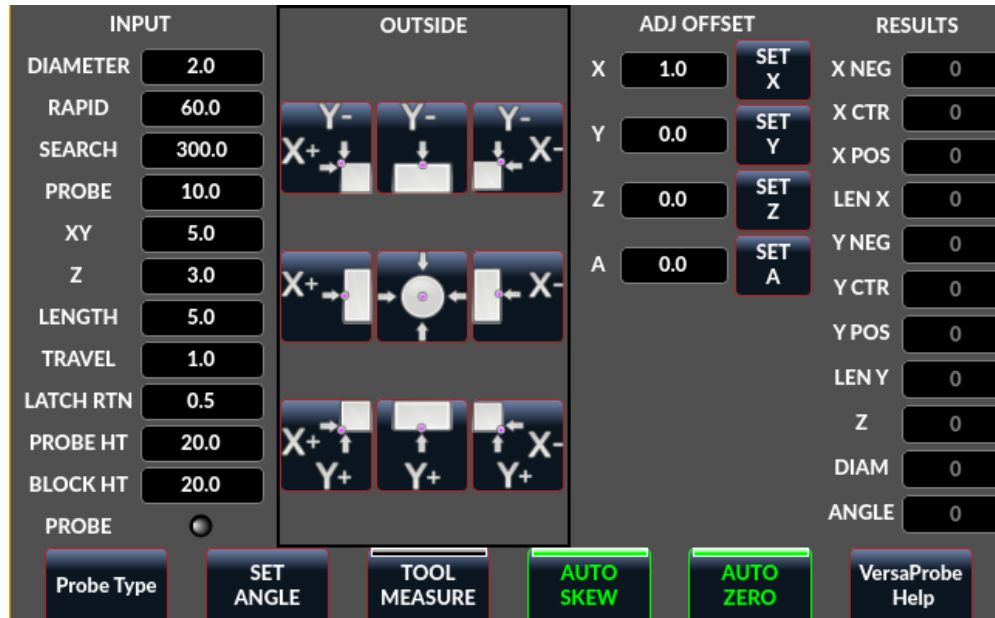 INPUT
DIAMETER 2.0
RAPID 60.0
SEARCH 300.0
PROBE 10.0
XY 5.0
Z 3.0
LENGTH 5.0
TRAVEL 1.0
LATCH RTN 0.5
PROBE HT 20.0
BLOCK HT 20.0
PROBE
OUTSIDE
Y- Y- Y-
X+ X-
X+ X-
X+ X-
Y+ Y+ Y+
ADJ OFFSET
X 1.0 SET X
Y 0.0 SET Y
Z 0.0 SET Z
A 0.0 SET A
RESULTS
X NEG 0
X CTR 0
X POS 0
LEN X 0
Y NEG 0
Y CTR 0
Y POS 0
LEN Y 0
Z 0
DIAM 0
ANGLE 0
Probe Type
SET
ANGLE
TOOL
MEASURE
AUTO
SKEW
AUTO
ZERO
VersaProbe
Help